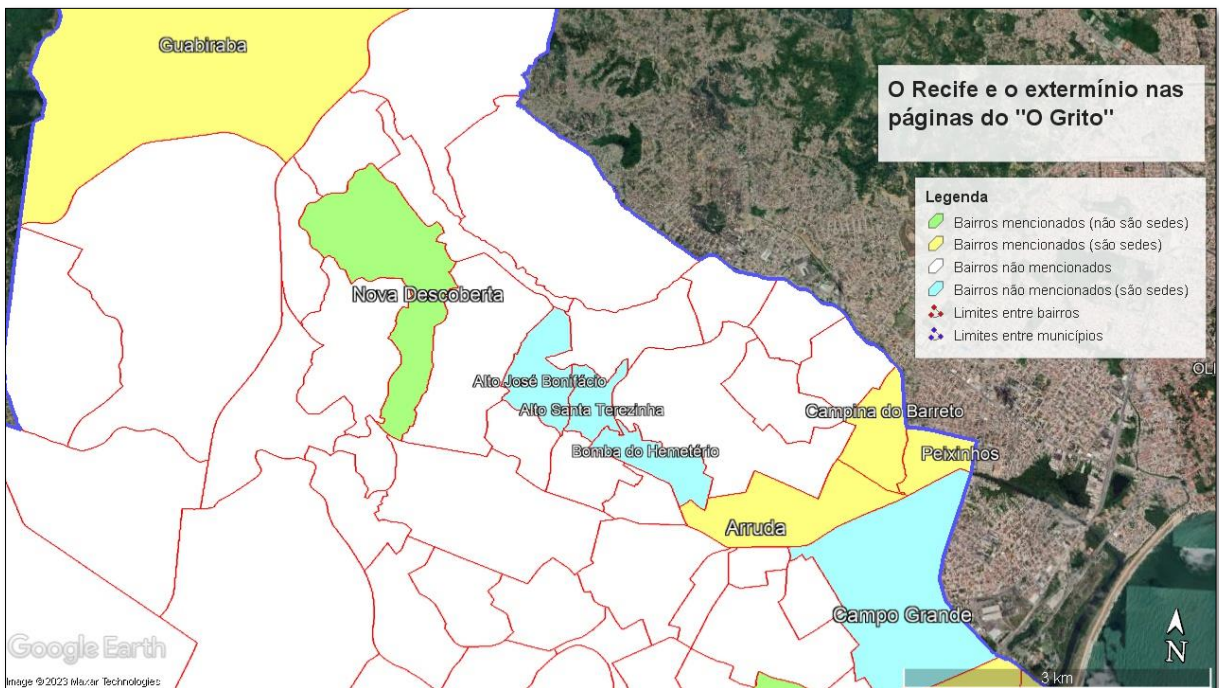 Guabiraba
O Recife e o extermínio nas
páginas do "O Grito"
Legenda
Bairros mencionados (não são sedes)
Bairros mencionados (são sedes)
Bairros não mencionados
Bairros não mencionados (são sedes)
Limites entre bairros
Limites entre municípios
Nova Descoberta
OLI
Alto José Bonifácio
Alto Santa Terezinha
Campina do Barreto
Bomba do Hemetério
Peixinhos
Arruda
Campo Grande
Google Earth
N
3 km
Image © 2023 Maxar Technologies